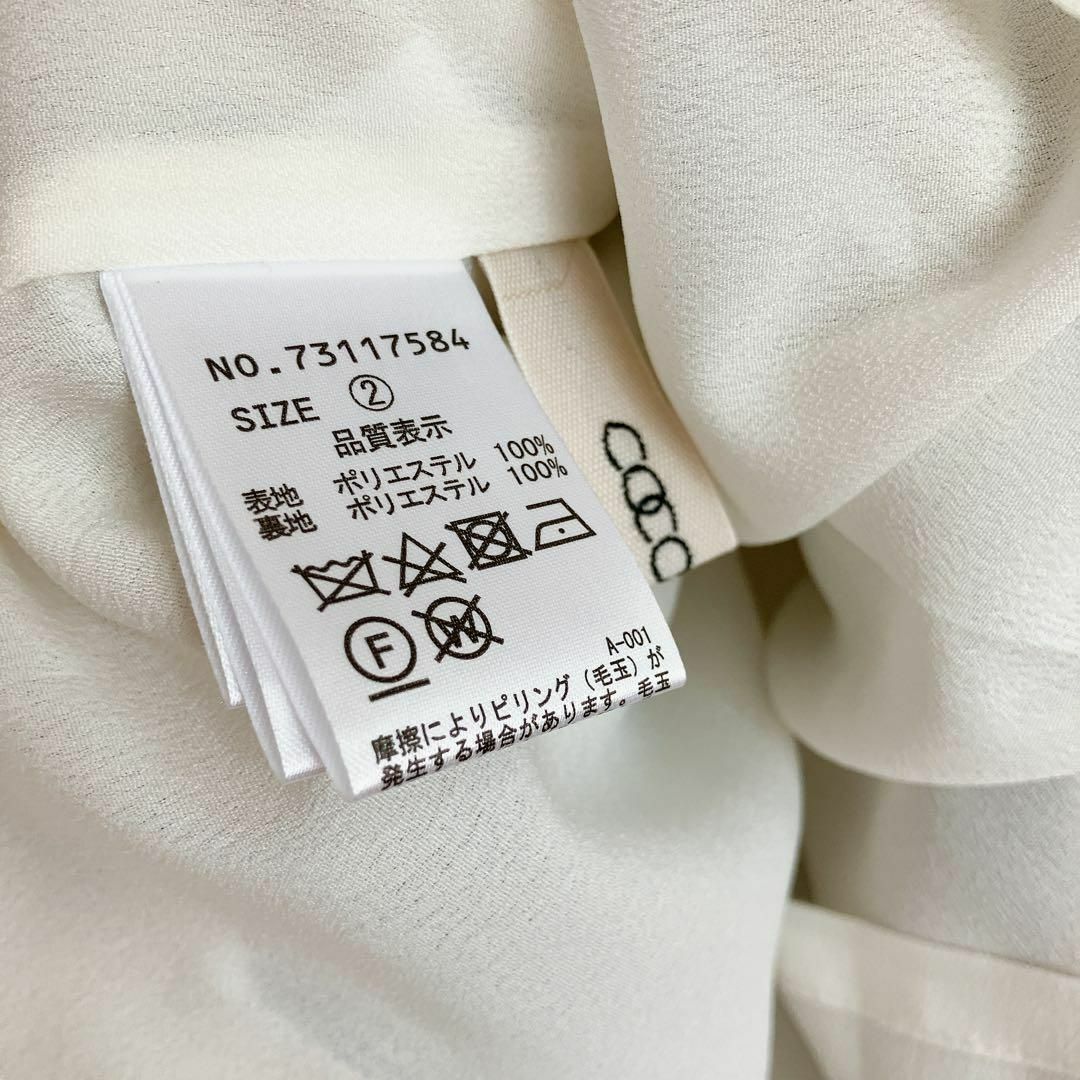 NO.73117584
SIZE ②
品質表示
表地 ポリエステル 100%
裏地 ポリエステル 100%
F
W
A-001
摩擦によりピリング(毛玉)が
発生する場合があります。毛玉
COCO